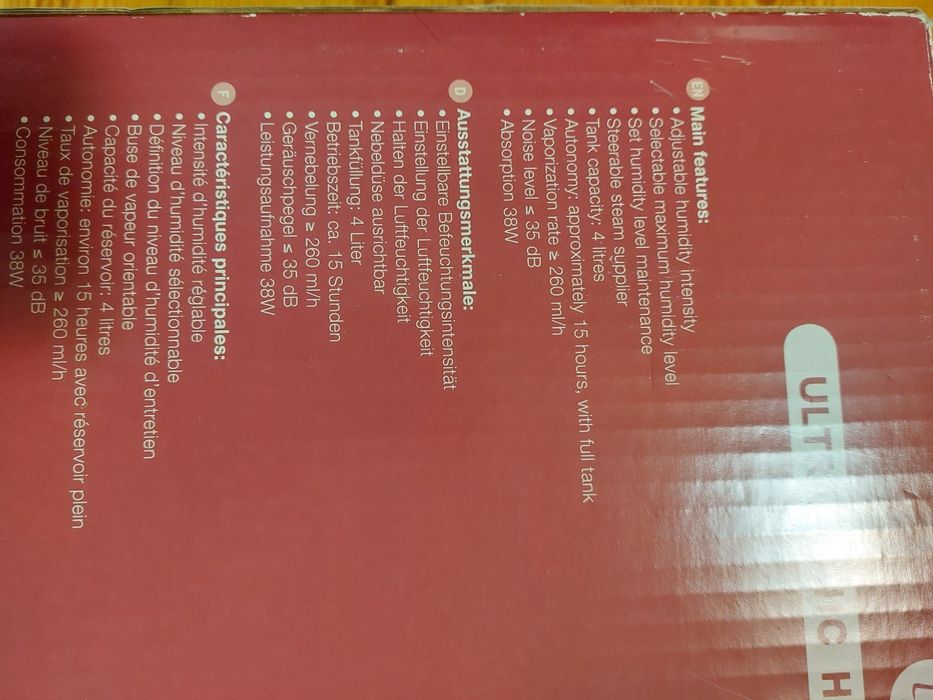 ULTR IC H
EN Main features:
• Adjustable humidity intensity
• Selectable maximum humidity level
• Set humidity level maintenance
• Steerable steam supplier
• Tank capacity: 4 litres
• Autonomy: approximately 15 hours, with full tank
• Vaporization rate ≥ 260 ml/h
• Noise level ≤ 35 dB
• Absorption 38W
D Ausstattungsmerkmale:
• Einstellbare Befeuchtungsintensität
• Einstellung der Luftfeuchtigkeit
• Halten der Luftfeuchtigkeit
• Nebeldüse ausrichtbar
• Tankfüllung: 4 Liter
• Betriebszeit: ca. 15 Stunden
• Vernebelung ≥ 260 ml/h
• Geräuschpegel ≤ 35 dB
• Leistungsaufnahme 38W
F Caractéristiques principales:
• Intensité d'humidité réglable
• Niveau d'humidité sélectionnable
• Définition du niveau d'humidité d'entretien
• Buse de vapeur orientable
• Capacité du réservoir: 4 litres
• Autonomie: environ 15 heures avec réservoir plein
• Taux de vaporisation ≥ 260 ml/h
• Niveau de bruit ≤ 35 dB
• Consommation 38W